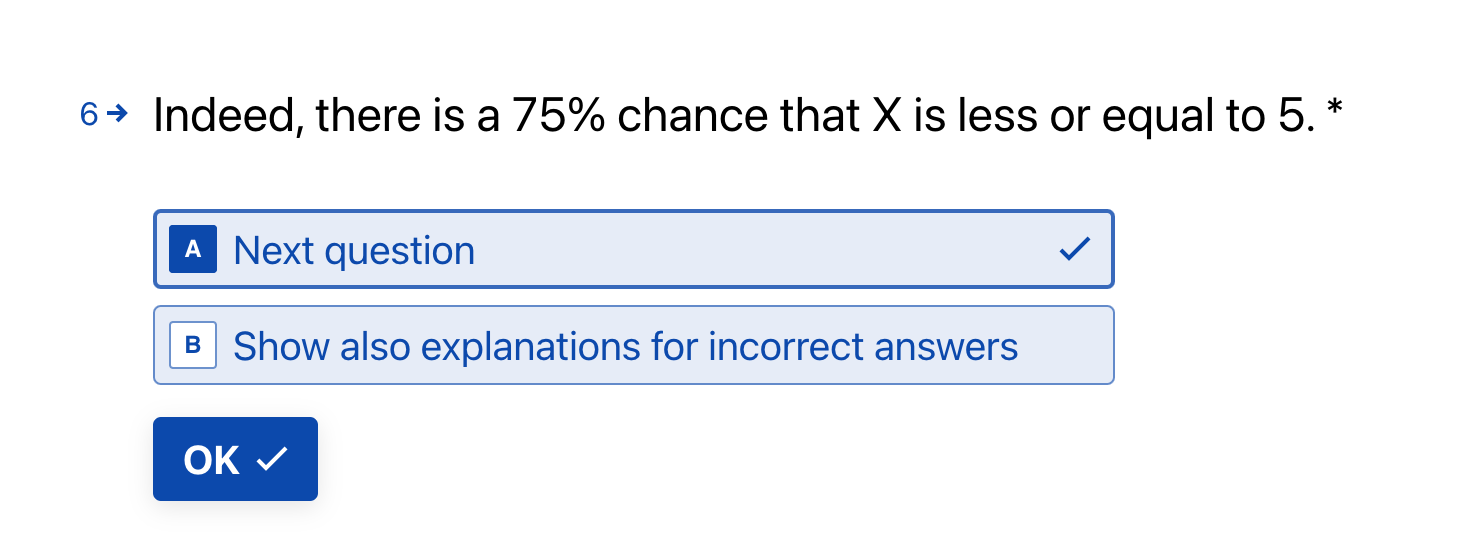 6→ Indeed, there is a 75% chance that X is less or equal to 5. *
A Next question
B Show also explanations for incorrect answers
OK